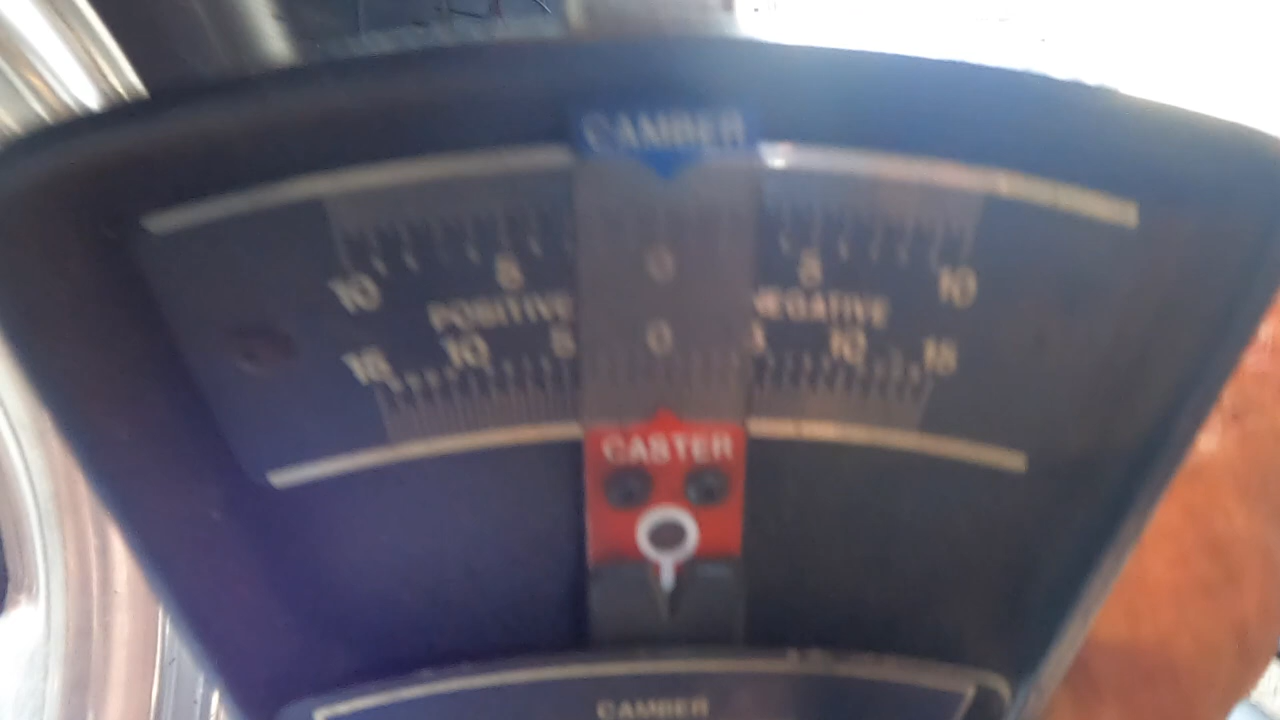 CAMBER
10 5 0 5 10
POSITIVE NEGATIVE
15 10 5 0 5 10 15
CASTER
CAMBER